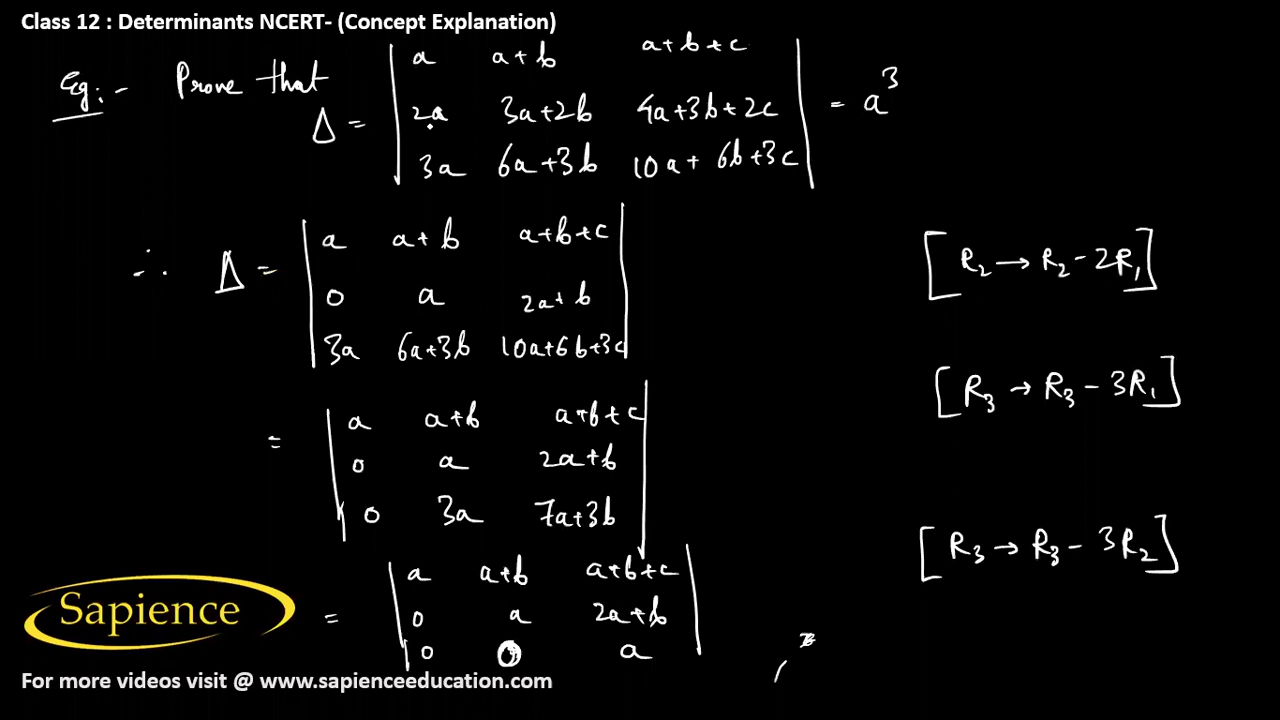 Class 12 : Determinants NCERT- (Concept Explanation)
Eg:- Prove that
Δ = | a a+b a+b+c |
| 2a 3a+2b 4a+3b+2c | = a³
| 3a 6a+3b 10a+6b+3c |
∴ Δ = | a a+b a+b+c |
| 0 a 2a+b |
| 3a 6a+3b 10a+6b+3c |
[R₂ → R₂ - 2R₁]
[R₃ → R₃ - 3R₁]
= | a a+b a+b+c |
| 0 a 2a+b |
| 0 3a 7a+3b |
[R₃ → R₃ - 3R₂]
= | a a+b a+b+c |
| 0 a 2a+b |
| 0 0 a |
Sapience
For more videos visit @ www.sapienceeducation.com